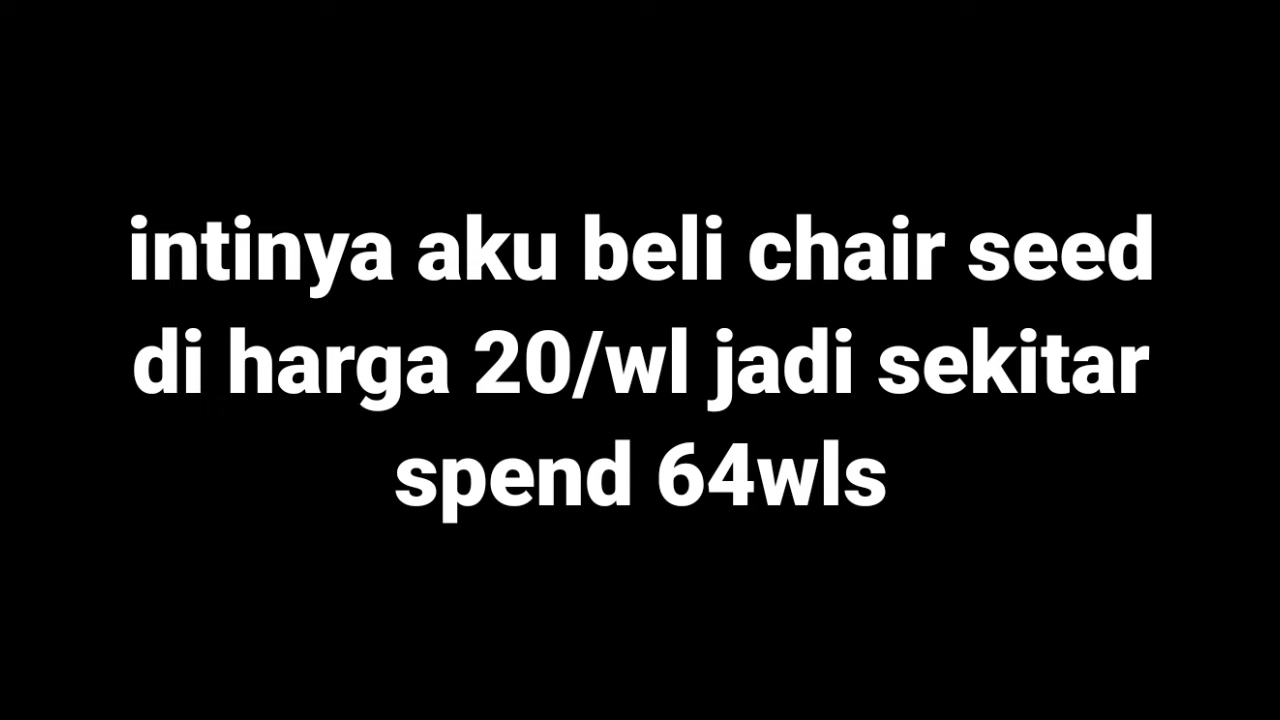 intinya aku beli chair seed
di harga 20/wl jadi sekitar
spend 64wls